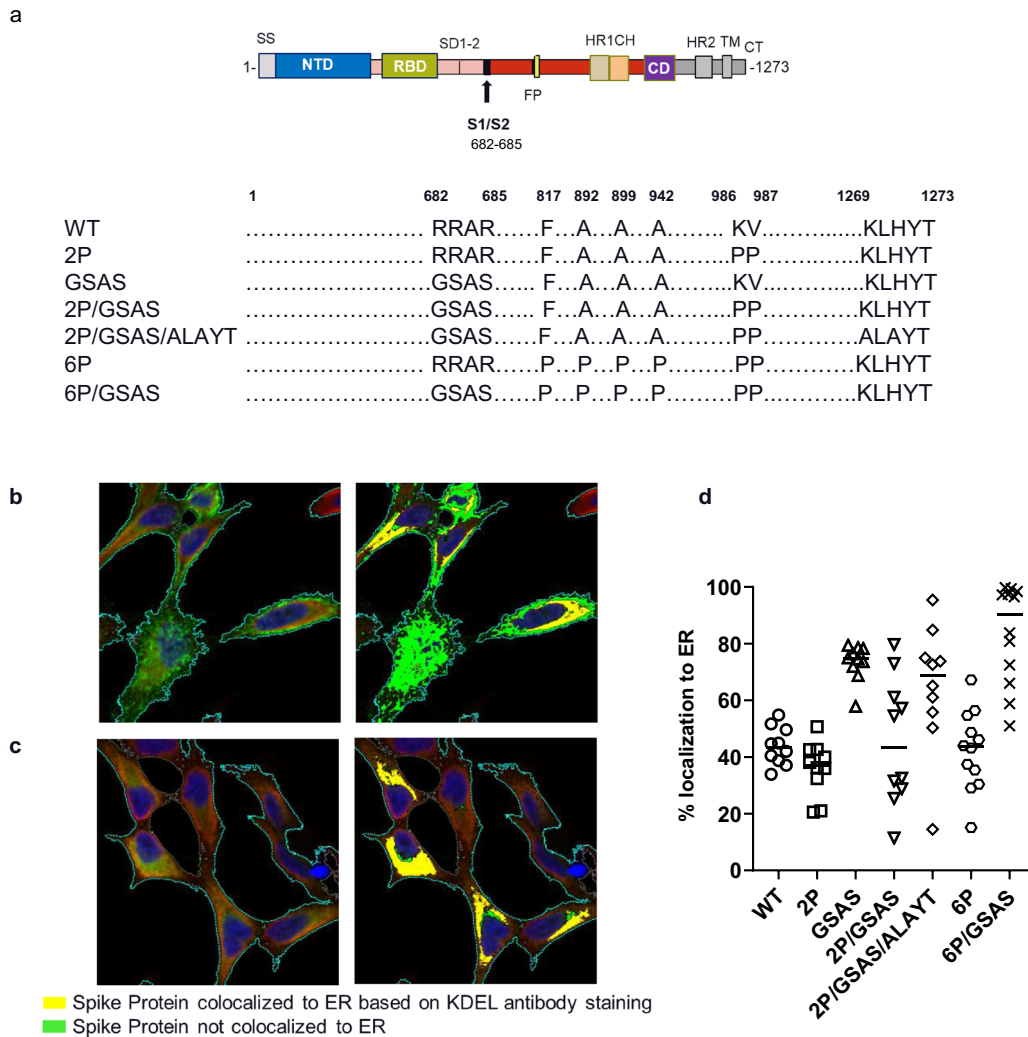 a
SS SD1-2 HR1CH HR2 TM CT
1- NTD RBD CD -1273
FP
S1/S2
682-685
1 682 685 817 892 899 942 986 987 1269 1273
WT ........................ RRAR...... F ...A...A...A........ KV............... KLHYT
2P ........................ RRAR...... F ...A...A...A........PP............... KLHYT
GSAS ........................ GSAS...... F ...A...A...A........ KV............... KLHYT
2P/GSAS ........................ GSAS......F...A...A...A........PP.............KLHYT
2P/GSAS/ALAYT ........................ GSAS......F...A...A...A........PP.............ALAYT
6P ........................ RRAR......P...P...P...P........PP.............KLHYT
6P/GSAS ........................ GSAS......P...P...P...P........PP.............KLHYT
b
d
c
% localization to ER
100
80
60
40
20
0
WT
2P
GSAS
2P/GSAS
2P/GSAS/ALAYT
6P
6P/GSAS
Spike Protein colocalized to ER based on KDEL antibody staining
Spike Protein not colocalized to ER